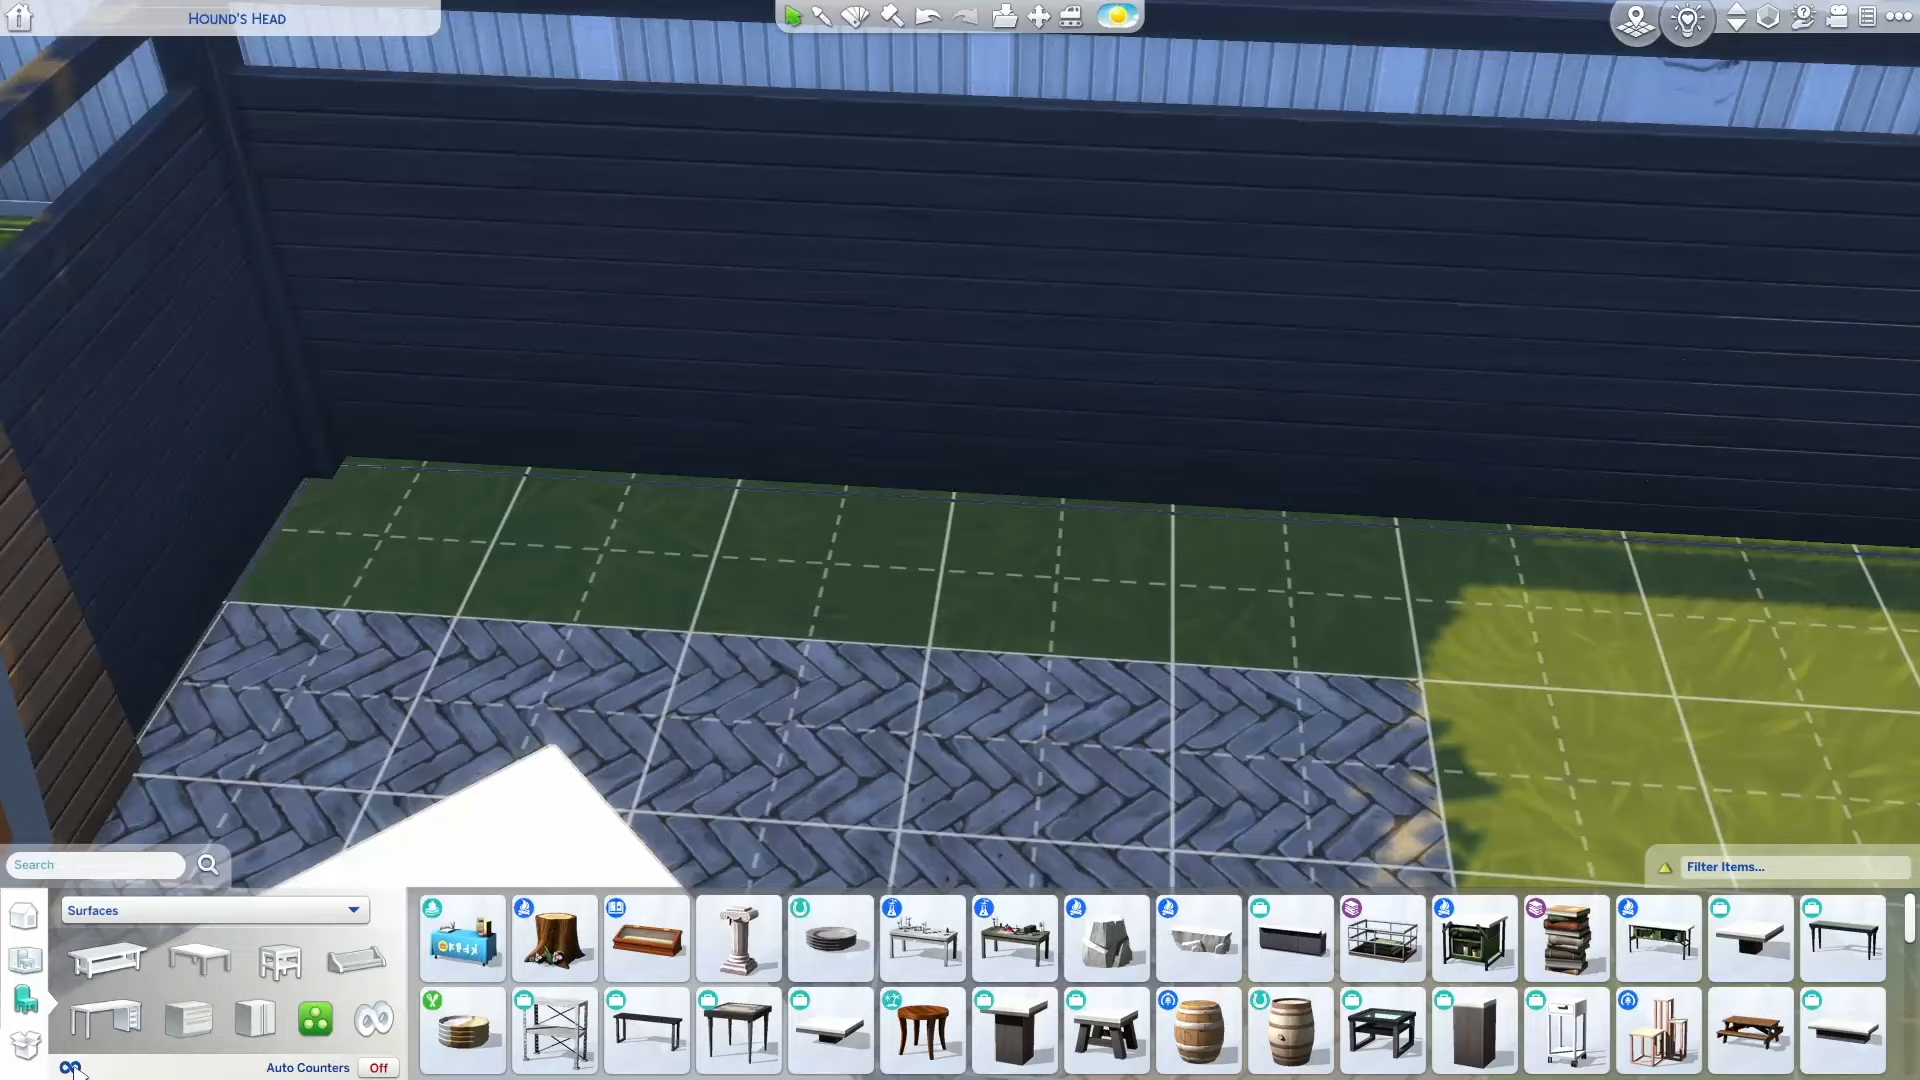 HOUND'S HEAD
Search
Filter Items...
Surfaces
Auto Counters Off